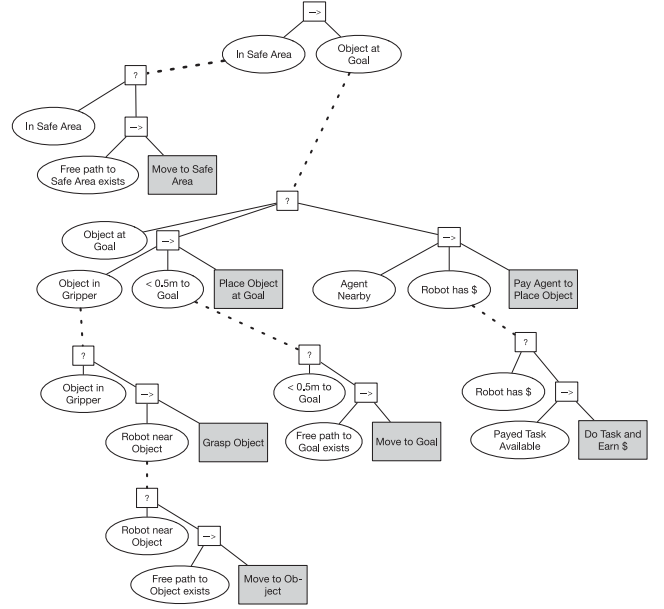 —>
In Safe Area
Object at
Goal
?
In Safe Area
—>
Free path to
Safe Area exists
Move to Safe
Area
?
Object at
Goal
—>
—>
Object in
Gripper
< 0.5m to
Goal
Place Object
at Goal
Agent
Nearby
Robot has $
Pay Agent to
Place Object
?
?
?
Object in
Gripper
—>
< 0.5m to
Goal
—>
Robot has $
—>
Robot near
Object
Grasp Object
Free path to
Goal exists
Move to Goal
Payed Task
Available
Do Task and
Earn $
?
Robot near
Object
—>
Free path to
Object exists
Move to Ob-
ject